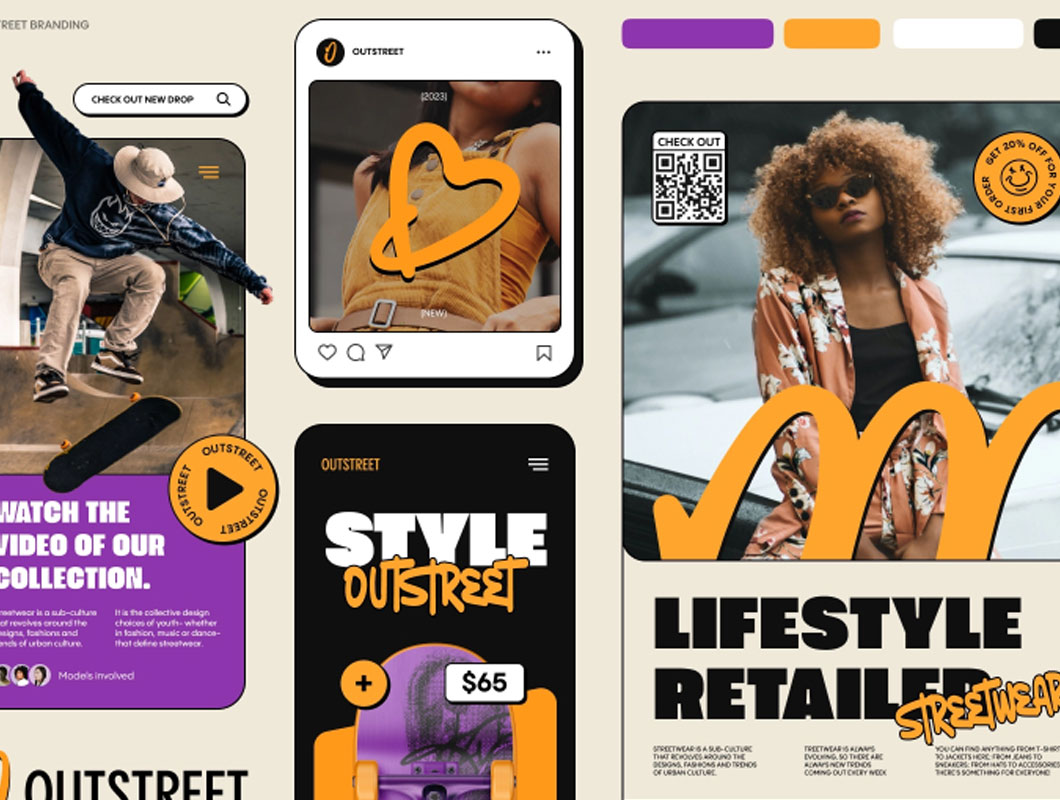 REET BRANDING
CHECK OUT NEW DROP
OUTSTREET OUTSTREET OUTSTREET
WATCH THE
VIDEO OF OUR
COLLECTION.
reetwear is a sub-culture
at revolves around the
esigns, fashions and
ends of urban culture.
It is the collective design
choices of youth- whether
in fashion, music or dance-
that define streetwear.
Models involved
OUTSTREET
OUTSTREET
(2023)
(NEW)
OUTSTREET
STYLE
OUTSTREET
$65
CHECK OUT
GET 20% OFF FOR YOUR FIRST ORDER
LIFESTYLE
RETAILER
STREETWEAR
STREETWEAR IS A SUB-CULTURE
THAT REVOLVES AROUND THE
DESIGNS, FASHIONS AND TRENDS
OF URBAN CULTURE.
TREETWEAR IS ALWAYS
EVOLVING, SO THERE ARE
ALWAYS NEW TRENDS
COMING OUT EVERY WEEK
YOU CAN FIND ANYTHING FROM T-SHIRT
TO JACKETS HERE; FROM JEANS TO
SNEAKERS; FROM HATS TO ACCESSORIES
THERE'S SOMETHING FOR EVERYONE!